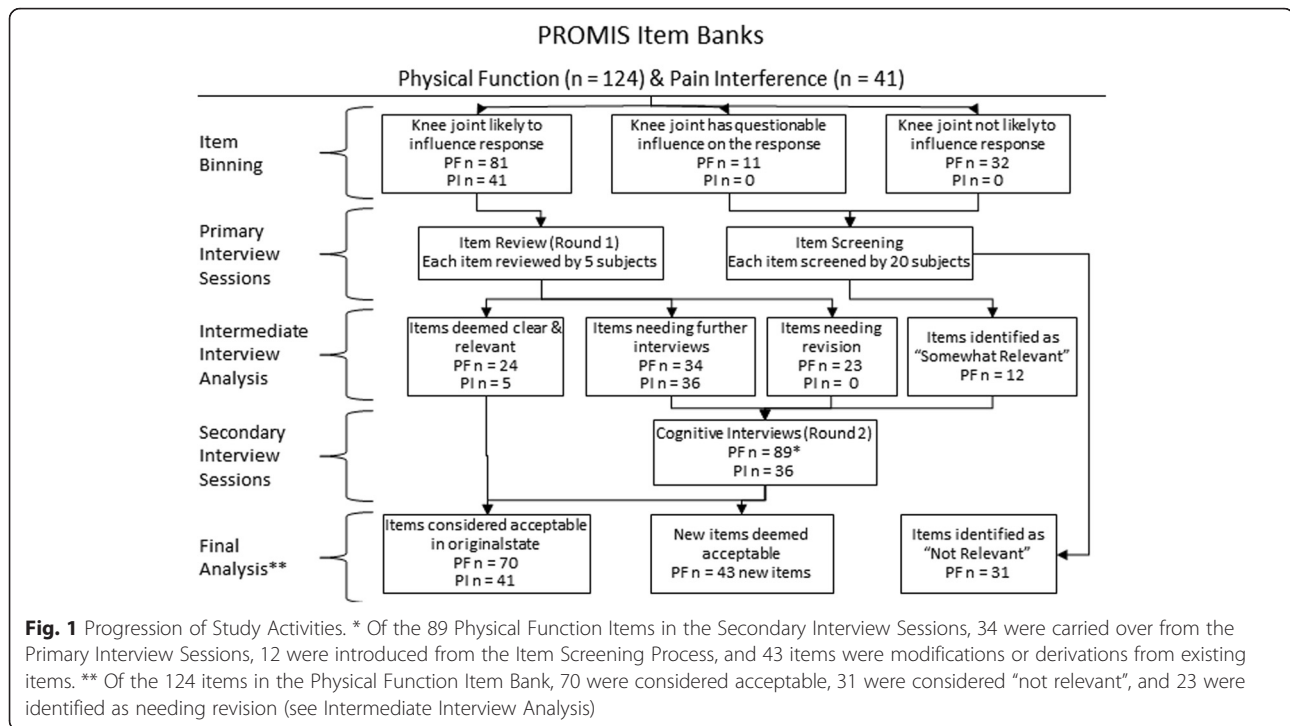 PROMIS Item Banks
Physical Function (n = 124) & Pain Interference (n = 41)
Item
Binning
Knee joint likely to
influence response
PF n = 81
PI n = 41
Knee joint has questionable
influence on the response
PF n = 11
PI n = 0
Knee joint not likely to
influence response
PF n = 32
PI n = 0
Primary
Interview
Sessions
Item Review (Round 1)
Each item reviewed by 5 subjects
Item Screening
Each item screened by 20 subjects
Intermediate
Interview
Analysis
Items deemed clear &
relevant
PF n = 24
PI n = 5
Items needing further
interviews
PF n = 34
PI n = 36
Items needing
revision
PF n = 23
PI n = 0
Items identified as
"Somewhat Relevant"
PF n = 12
Secondary
Interview
Sessions
Cognitive Interviews (Round 2)
PF n = 89*
PI n = 36
Final
Analysis**
Items considered acceptable
in original state
PF n = 70
PI n = 41
New items deemed
acceptable
PF n = 43 new items
Items identified as
"Not Relevant"
PF n = 31
Fig. 1 Progression of Study Activities. * Of the 89 Physical Function Items in the Secondary Interview Sessions, 34 were carried over from the
Primary Interview Sessions, 12 were introduced from the Item Screening Process, and 43 items were modifications or derivations from existing
items. ** Of the 124 items in the Physical Function Item Bank, 70 were considered acceptable, 31 were considered "not relevant", and 23 were
identified as needing revision (see Intermediate Interview Analysis)